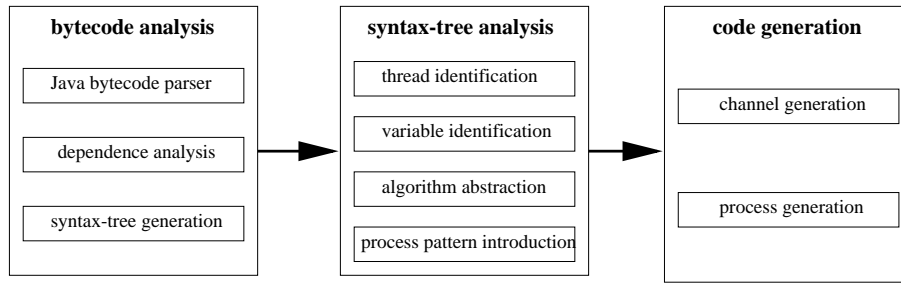 bytecode analysis
Java bytecode parser
dependence analysis
syntax-tree generation
syntax-tree analysis
thread identification
variable identification
algorithm abstraction
process pattern introduction
code generation
channel generation
process generation